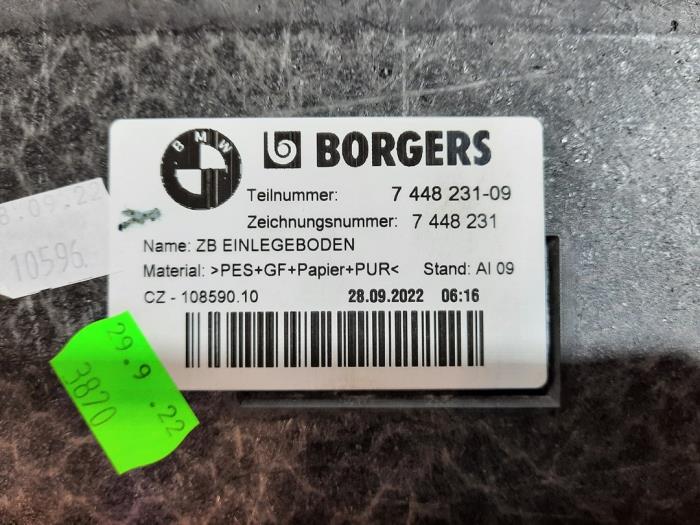 BMW
BORGERS
Teilnummer: 7 448 231-09
Zeichnungsnummer: 7 448 231
Name: ZB EINLEGEBODEN
Material: >PES+GF+Papier+PUR< Stand: AI 09
CZ - 108590.10 28.09.2022 06:16
8.09.22
10596
29.9.22
3870